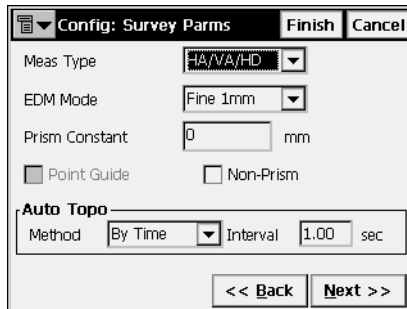 Config: Survey Parms Finish Cancel
Meas Type HA/VA/HD
EDM Mode Fine 1mm
Prism Constant 0 mm
Point Guide Non-Prism
Auto Topo
Method By Time Interval 1.00 sec
<< Back Next >>